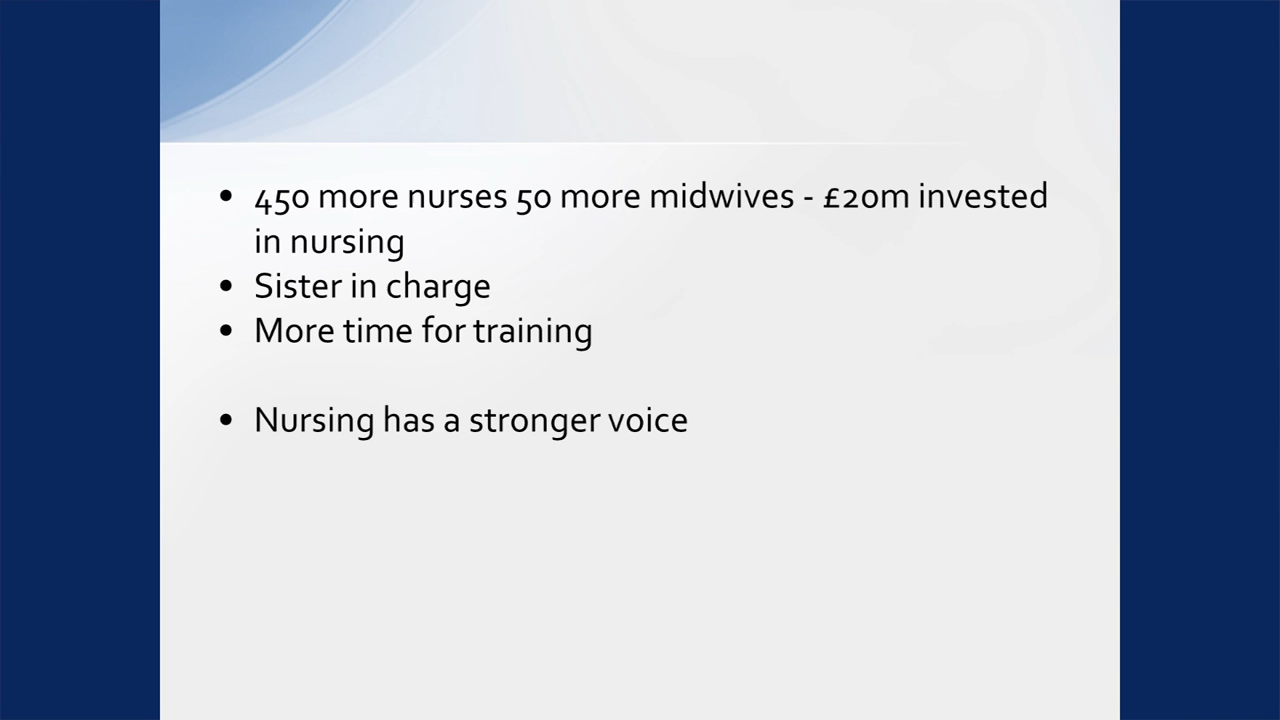 • 450 more nurses 50 more midwives - £20m invested
in nursing
• Sister in charge
• More time for training
• Nursing has a stronger voice